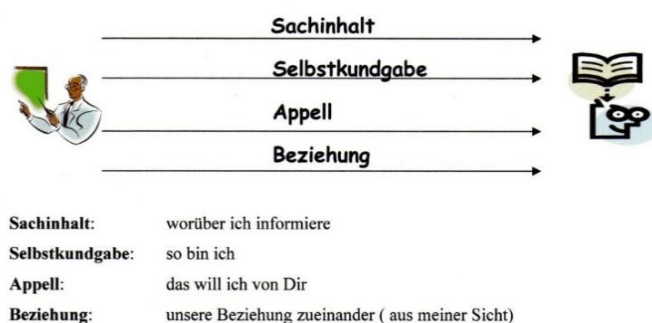 Sachinhalt
Selbstkundgabe
Appell
Beziehung
Sachinhalt: worüber ich informiere
Selbstkundgabe: so bin ich
Appell: das will ich von Dir
Beziehung: unsere Beziehung zueinander ( aus meiner Sicht)